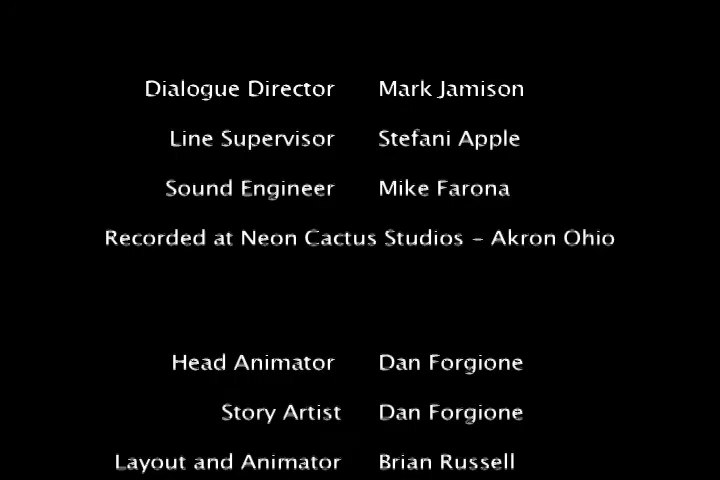 Dialogue Director Mark Jamison
Line Supervisor Stefani Apple
Sound Engineer Mike Farona
Recorded at Neon Cactus Studios - Akron Ohio
Head Animator Dan Forgione
Story Artist Dan Forgione
Layout and Animator Brian Russell